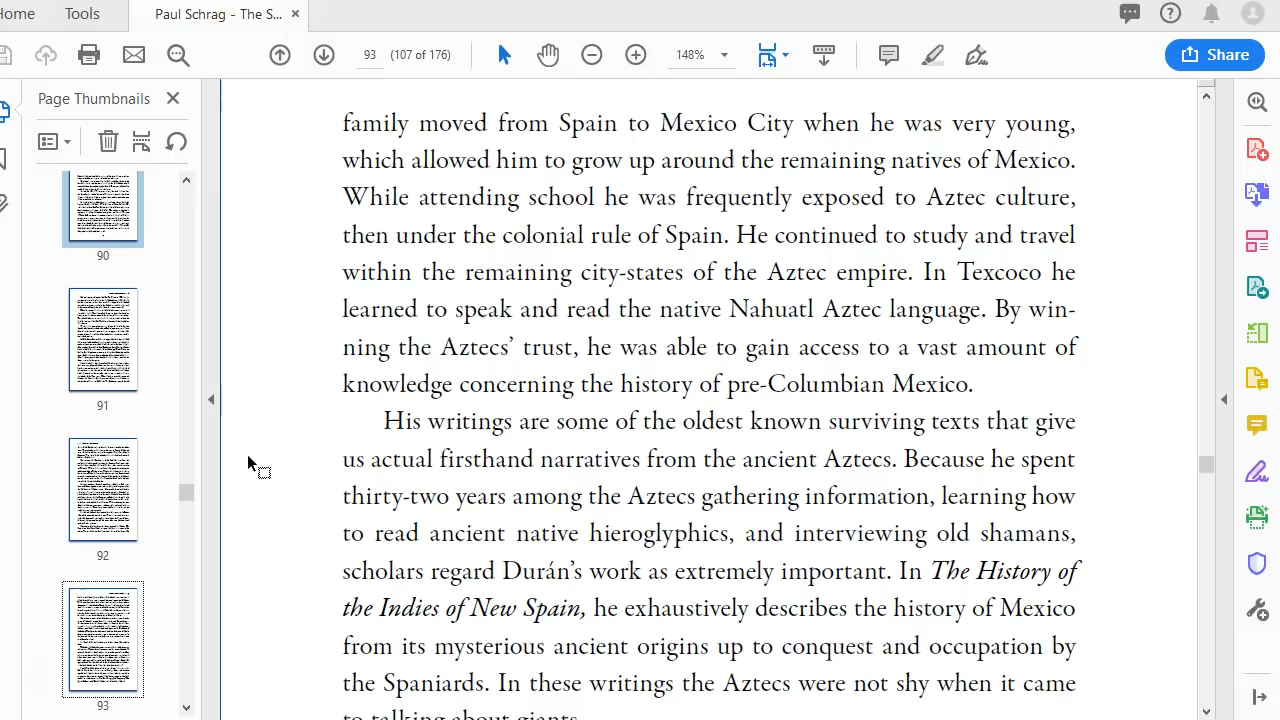 Home Tools Paul Schrag - The S... ×
93 (107 of 176) 148% Share
Page Thumbnails
90
91
92
93
family moved from Spain to Mexico City when he was very young,
which allowed him to grow up around the remaining natives of Mexico.
While attending school he was frequently exposed to Aztec culture,
then under the colonial rule of Spain. He continued to study and travel
within the remaining city-states of the Aztec empire. In Texcoco he
learned to speak and read the native Nahuatl Aztec language. By win-
ning the Aztecs’ trust, he was able to gain access to a vast amount of
knowledge concerning the history of pre-Columbian Mexico.
His writings are some of the oldest known surviving texts that give
us actual firsthand narratives from the ancient Aztecs. Because he spent
thirty-two years among the Aztecs gathering information, learning how
to read ancient native hieroglyphics, and interviewing old shamans,
scholars regard Durán’s work as extremely important. In The History of
the Indies of New Spain, he exhaustively describes the history of Mexico
from its mysterious ancient origins up to conquest and occupation by
the Spaniards. In these writings the Aztecs were not shy when it came
to talking about giants.